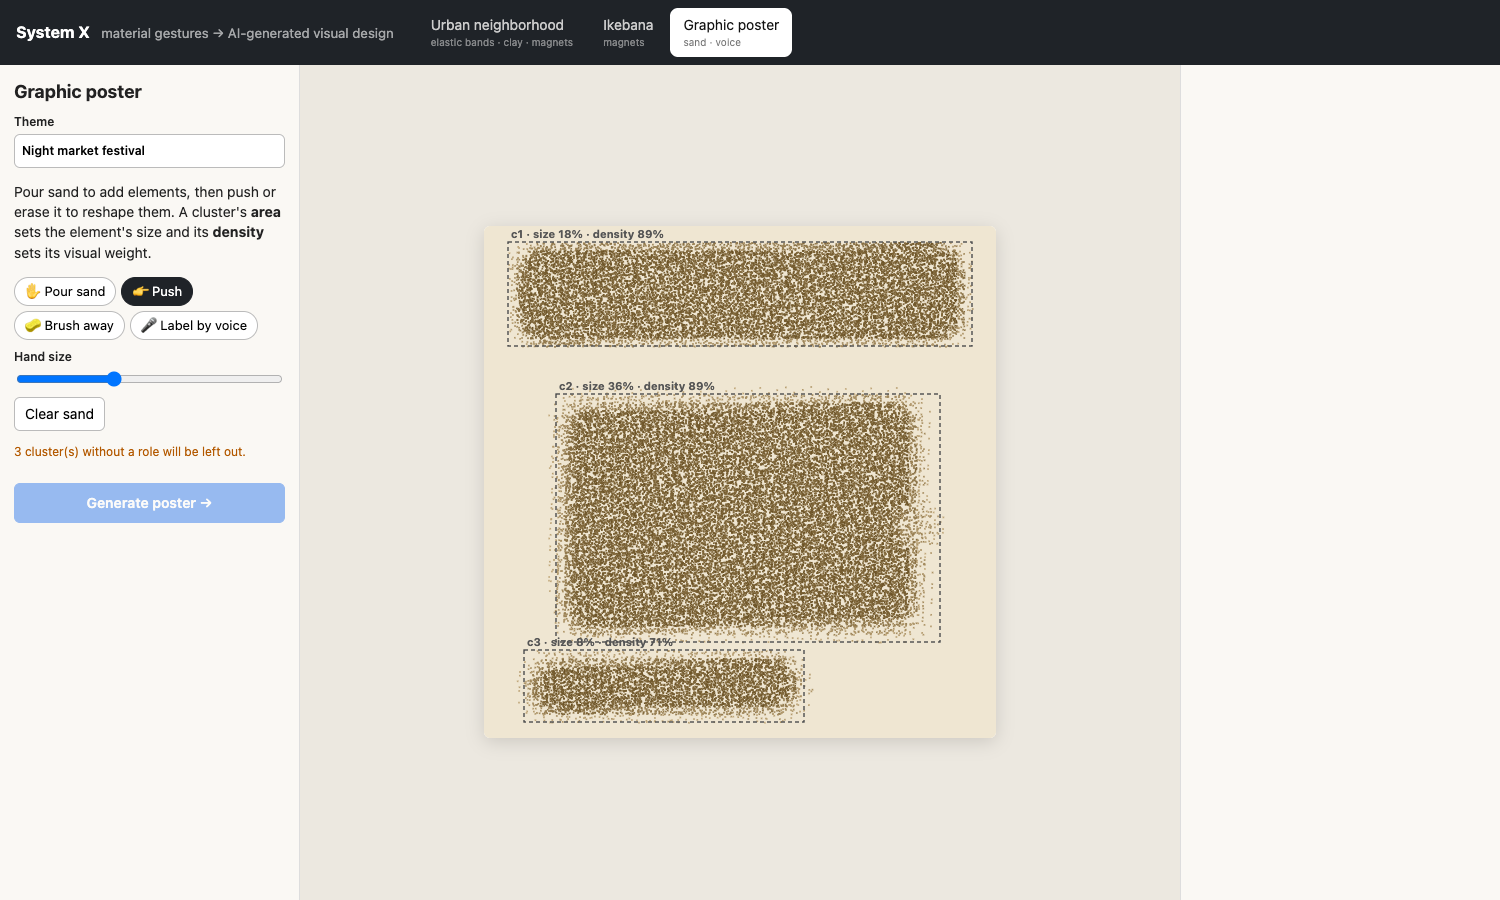 System X material gestures → AI-generated visual design
Urban neighborhood
elastic bands · clay · magnets
Ikebana
magnets
Graphic poster
sand · voice
Graphic poster
Theme
Night market festival
Pour sand to add elements, then push or
erase it to reshape them. A cluster's area
sets the element's size and its density
sets its visual weight.
Pour sand
Push
Brush away
Label by voice
Hand size
Clear sand
3 cluster(s) without a role will be left out.
Generate poster →
c1 · size 18% · density 89%
c2 · size 36% · density 89%
c3 · size 8% · density 71%